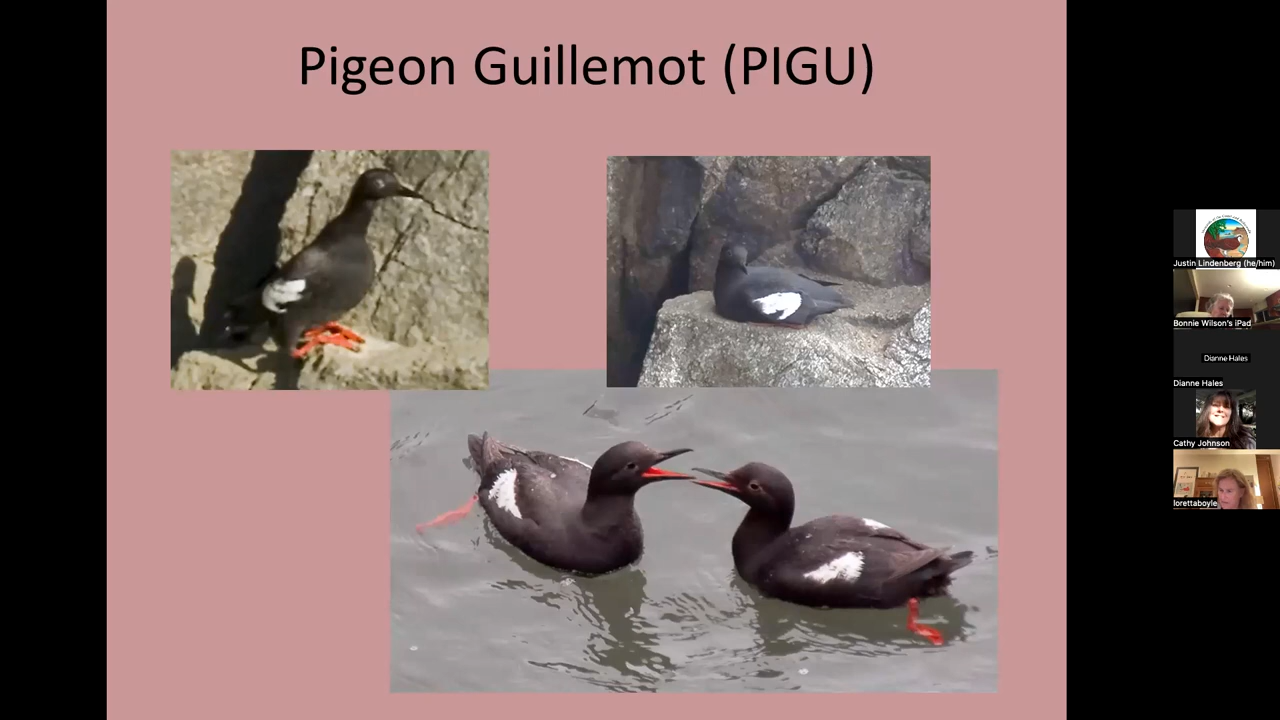 Pigeon Guillemot (PIGU)
Justin Lindenberg (he/him)
Bonnie Wilson's iPad
Dianne Hales
Dianne Hales
Cathy Johnson
lorettaboyle